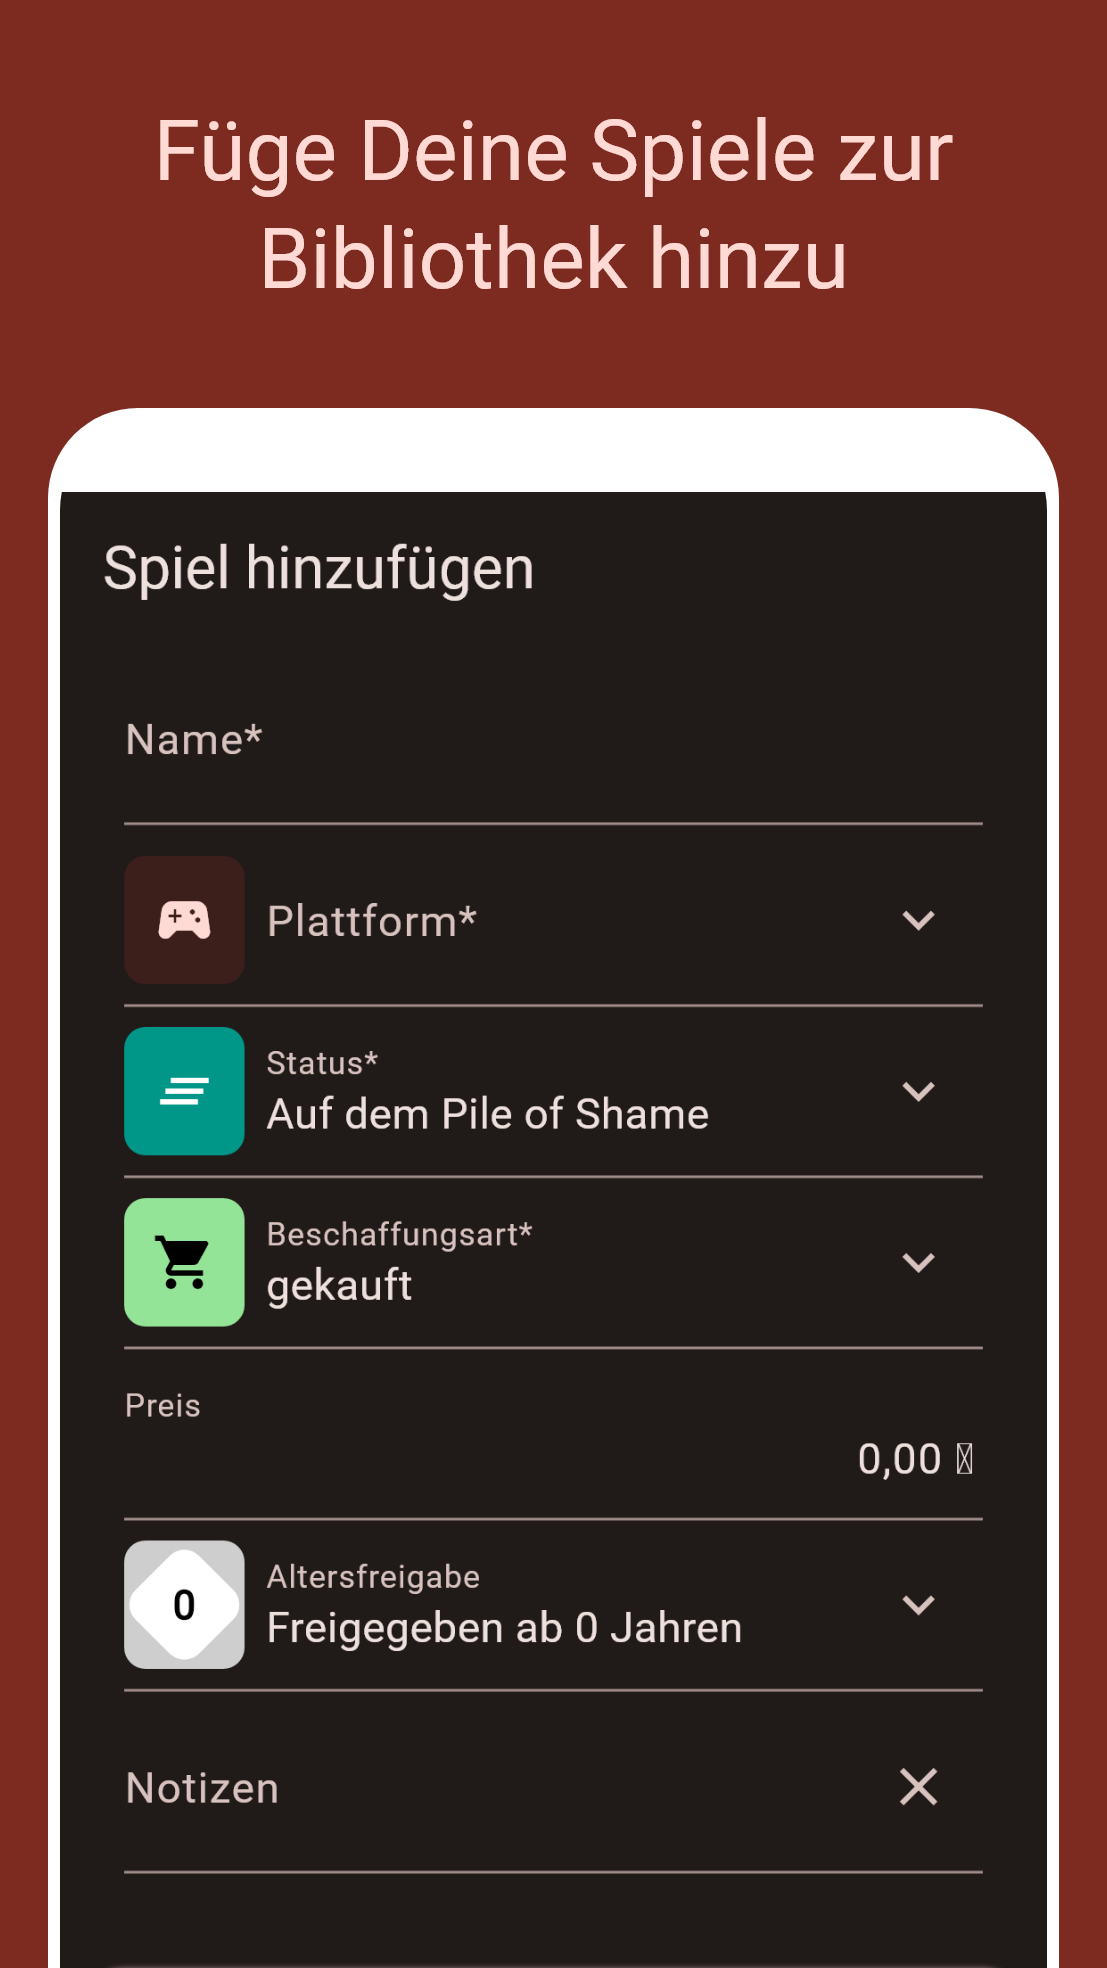 Füge Deine Spiele zur
Bibliothek hinzu
Spiel hinzufügen
Name*
Plattform*
Status*
Auf dem Pile of Shame
Beschaffungsart*
gekauft
Preis
0,00
0
Altersfreigabe
Freigegeben ab 0 Jahren
Notizen